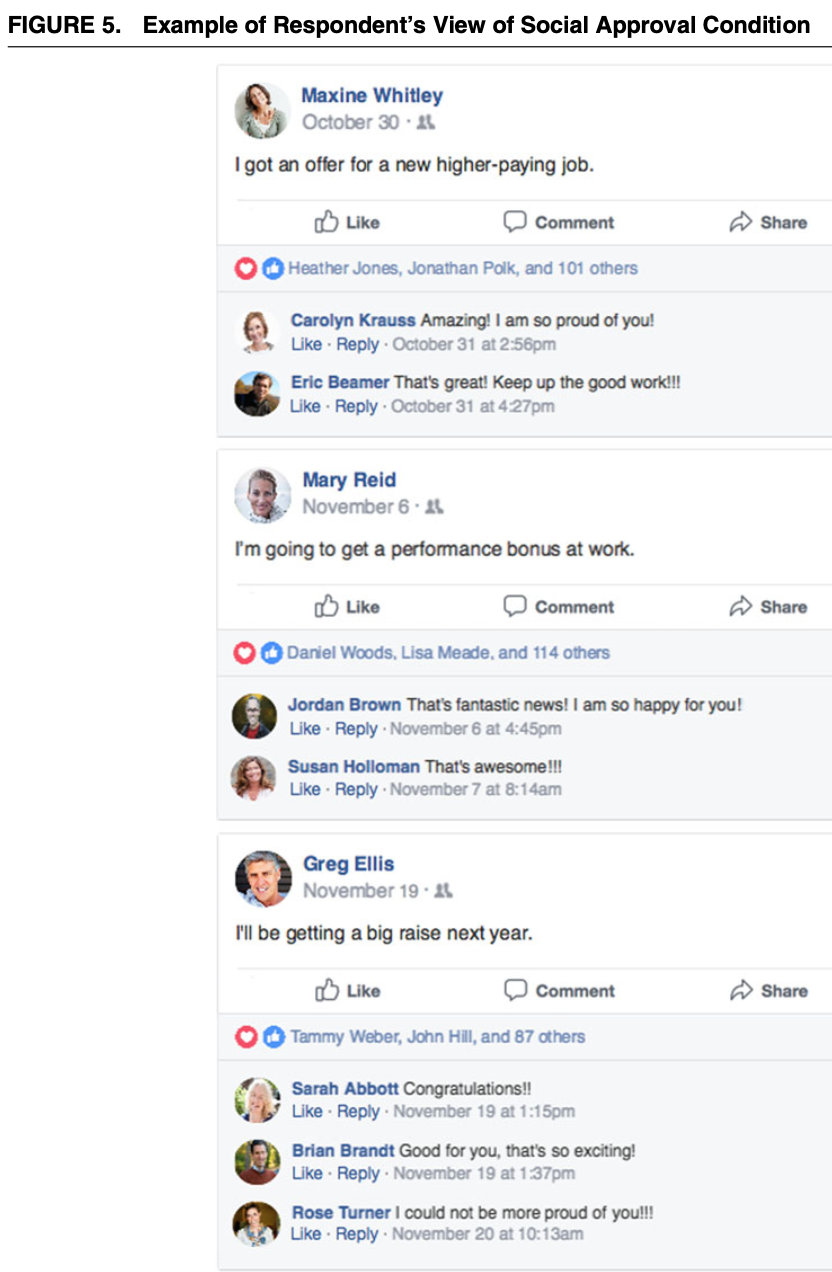 FIGURE 5. Example of Respondent's View of Social Approval Condition
Maxine Whitley
October 30 ·
I got an offer for a new higher-paying job.
Like Comment Share
Heather Jones, Jonathan Polk, and 101 others
Carolyn Krauss Amazing! I am so proud of you!
Like · Reply · October 31 at 2:56pm
Eric Beamer That's great! Keep up the good work!!!
Like · Reply · October 31 at 4:27pm
Mary Reid
November 6 ·
I'm going to get a performance bonus at work.
Like Comment Share
Daniel Woods, Lisa Meade, and 114 others
Jordan Brown That's fantastic news! I am so happy for you!
Like · Reply · November 6 at 4:45pm
Susan Holloman That's awesome!!!
Like · Reply · November 7 at 8:14am
Greg Ellis
November 19 ·
I'll be getting a big raise next year.
Like Comment Share
Tammy Weber, John Hill, and 87 others
Sarah Abbott Congratulations!!
Like · Reply · November 19 at 1:15pm
Brian Brandt Good for you, that's so exciting!
Like · Reply · November 19 at 1:37pm
Rose Turner I could not be more proud of you!!!
Like · Reply · November 20 at 10:13am